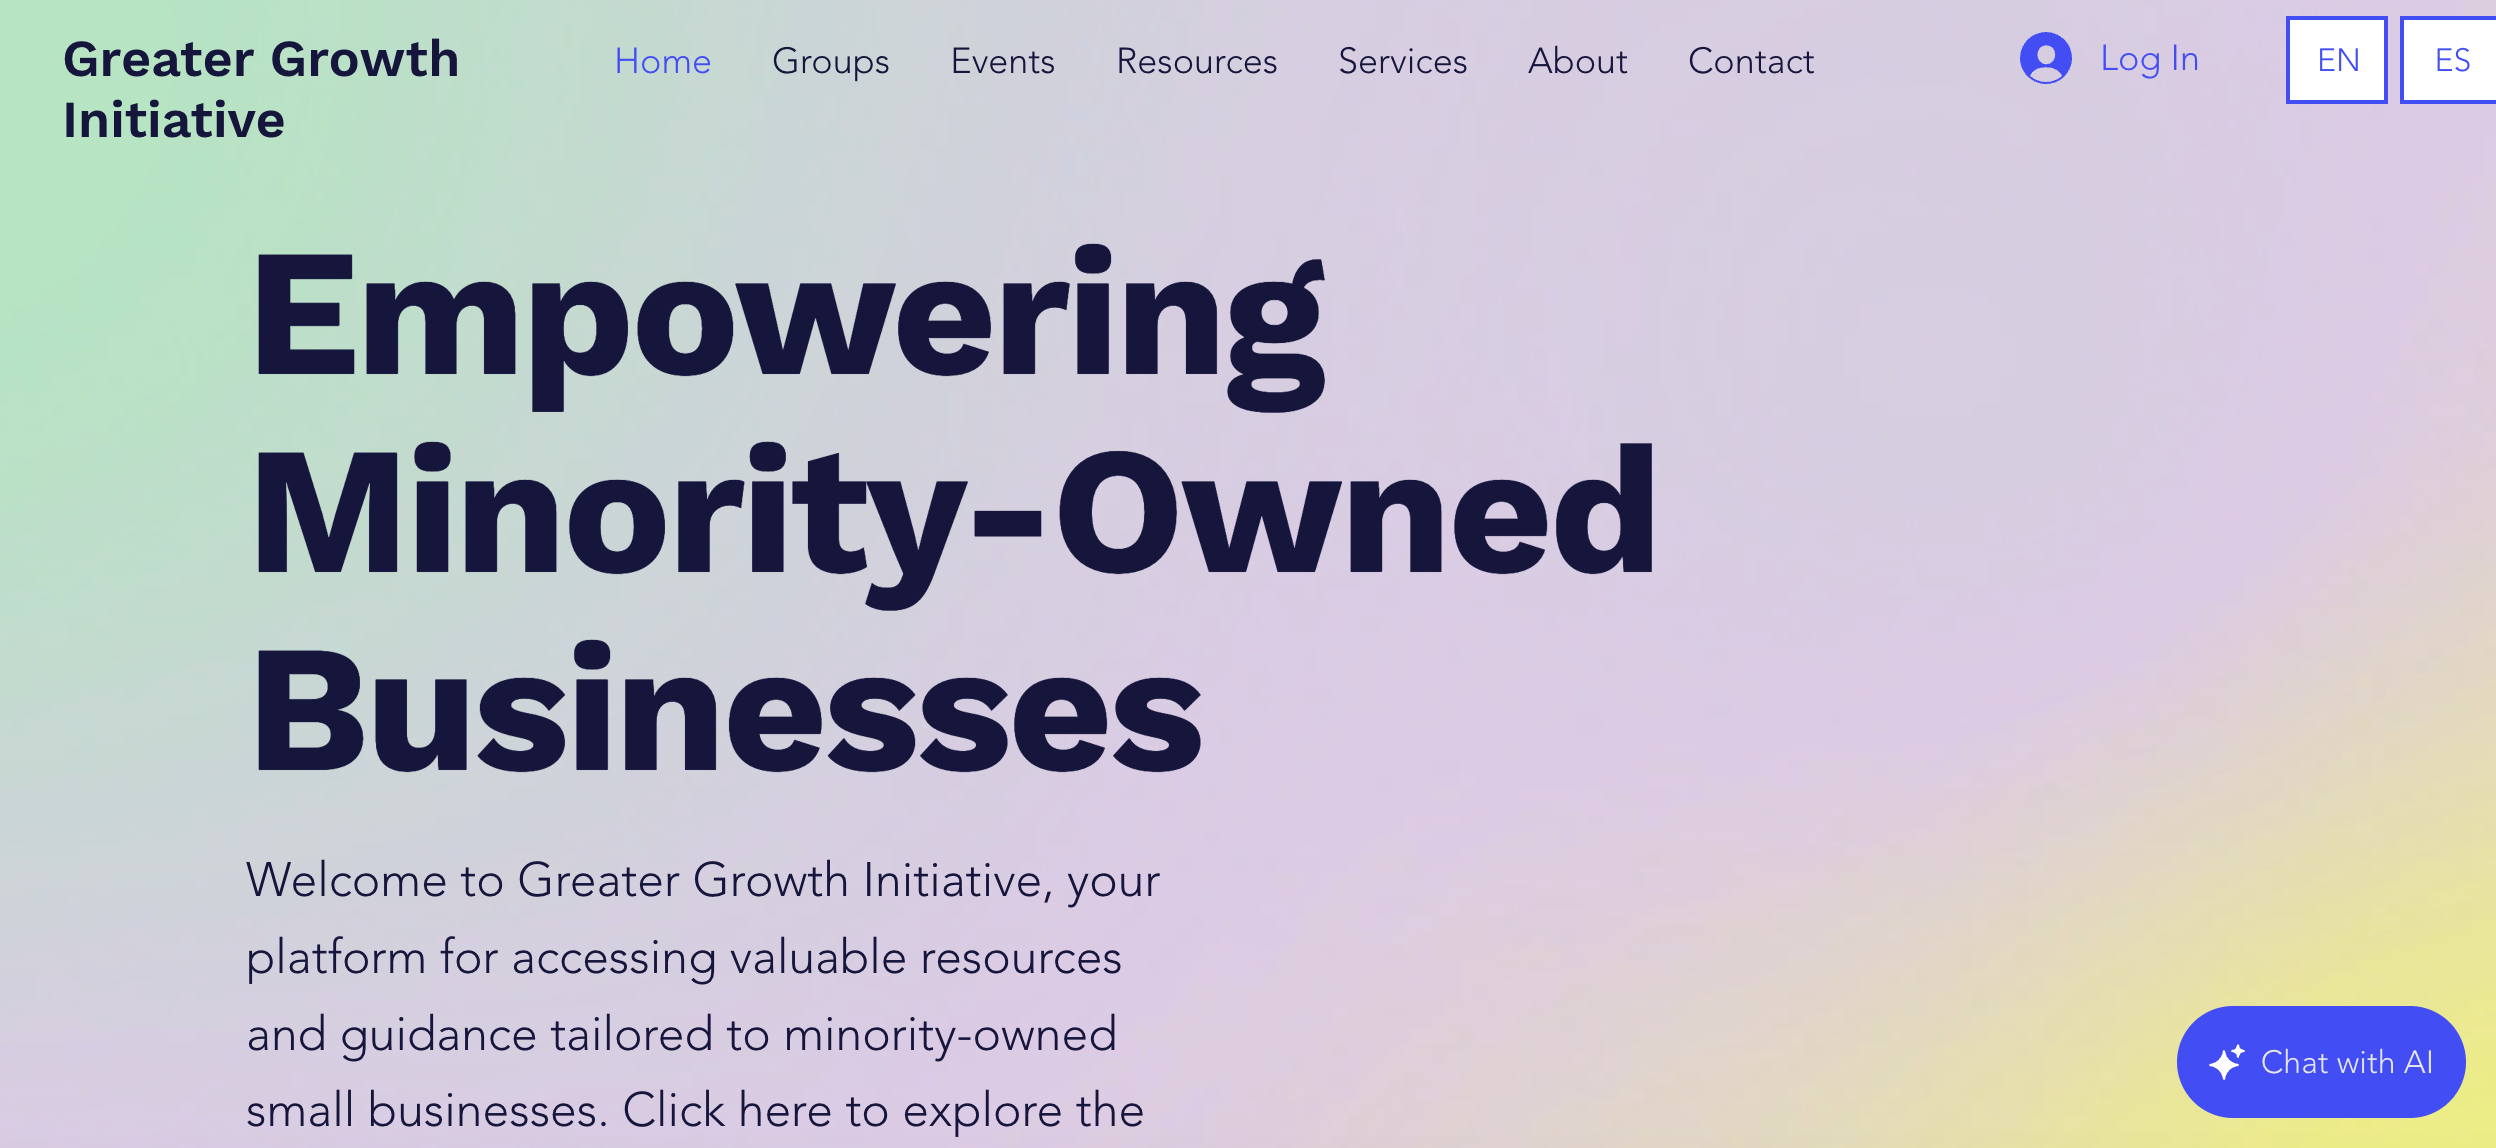 Greater Growth
Initiative
Home Groups Events Resources Services About Contact
Log In
EN ES
Empowering
Minority-Owned
Businesses
Welcome to Greater Growth Initiative, your
platform for accessing valuable resources
and guidance tailored to minority-owned
small businesses. Click here to explore the
Chat with AI